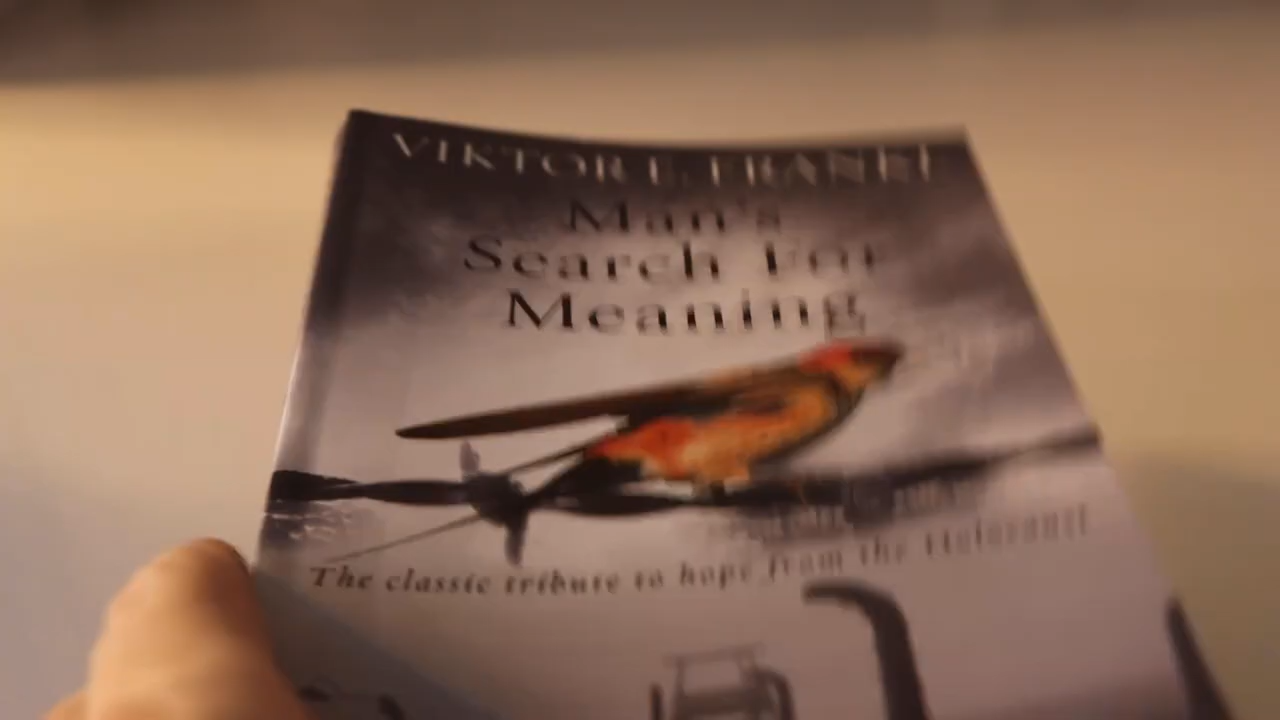 VIKTOR E. FRANKL
Man's
Search For
Meaning
The classic tribute to hope from the Holocaust